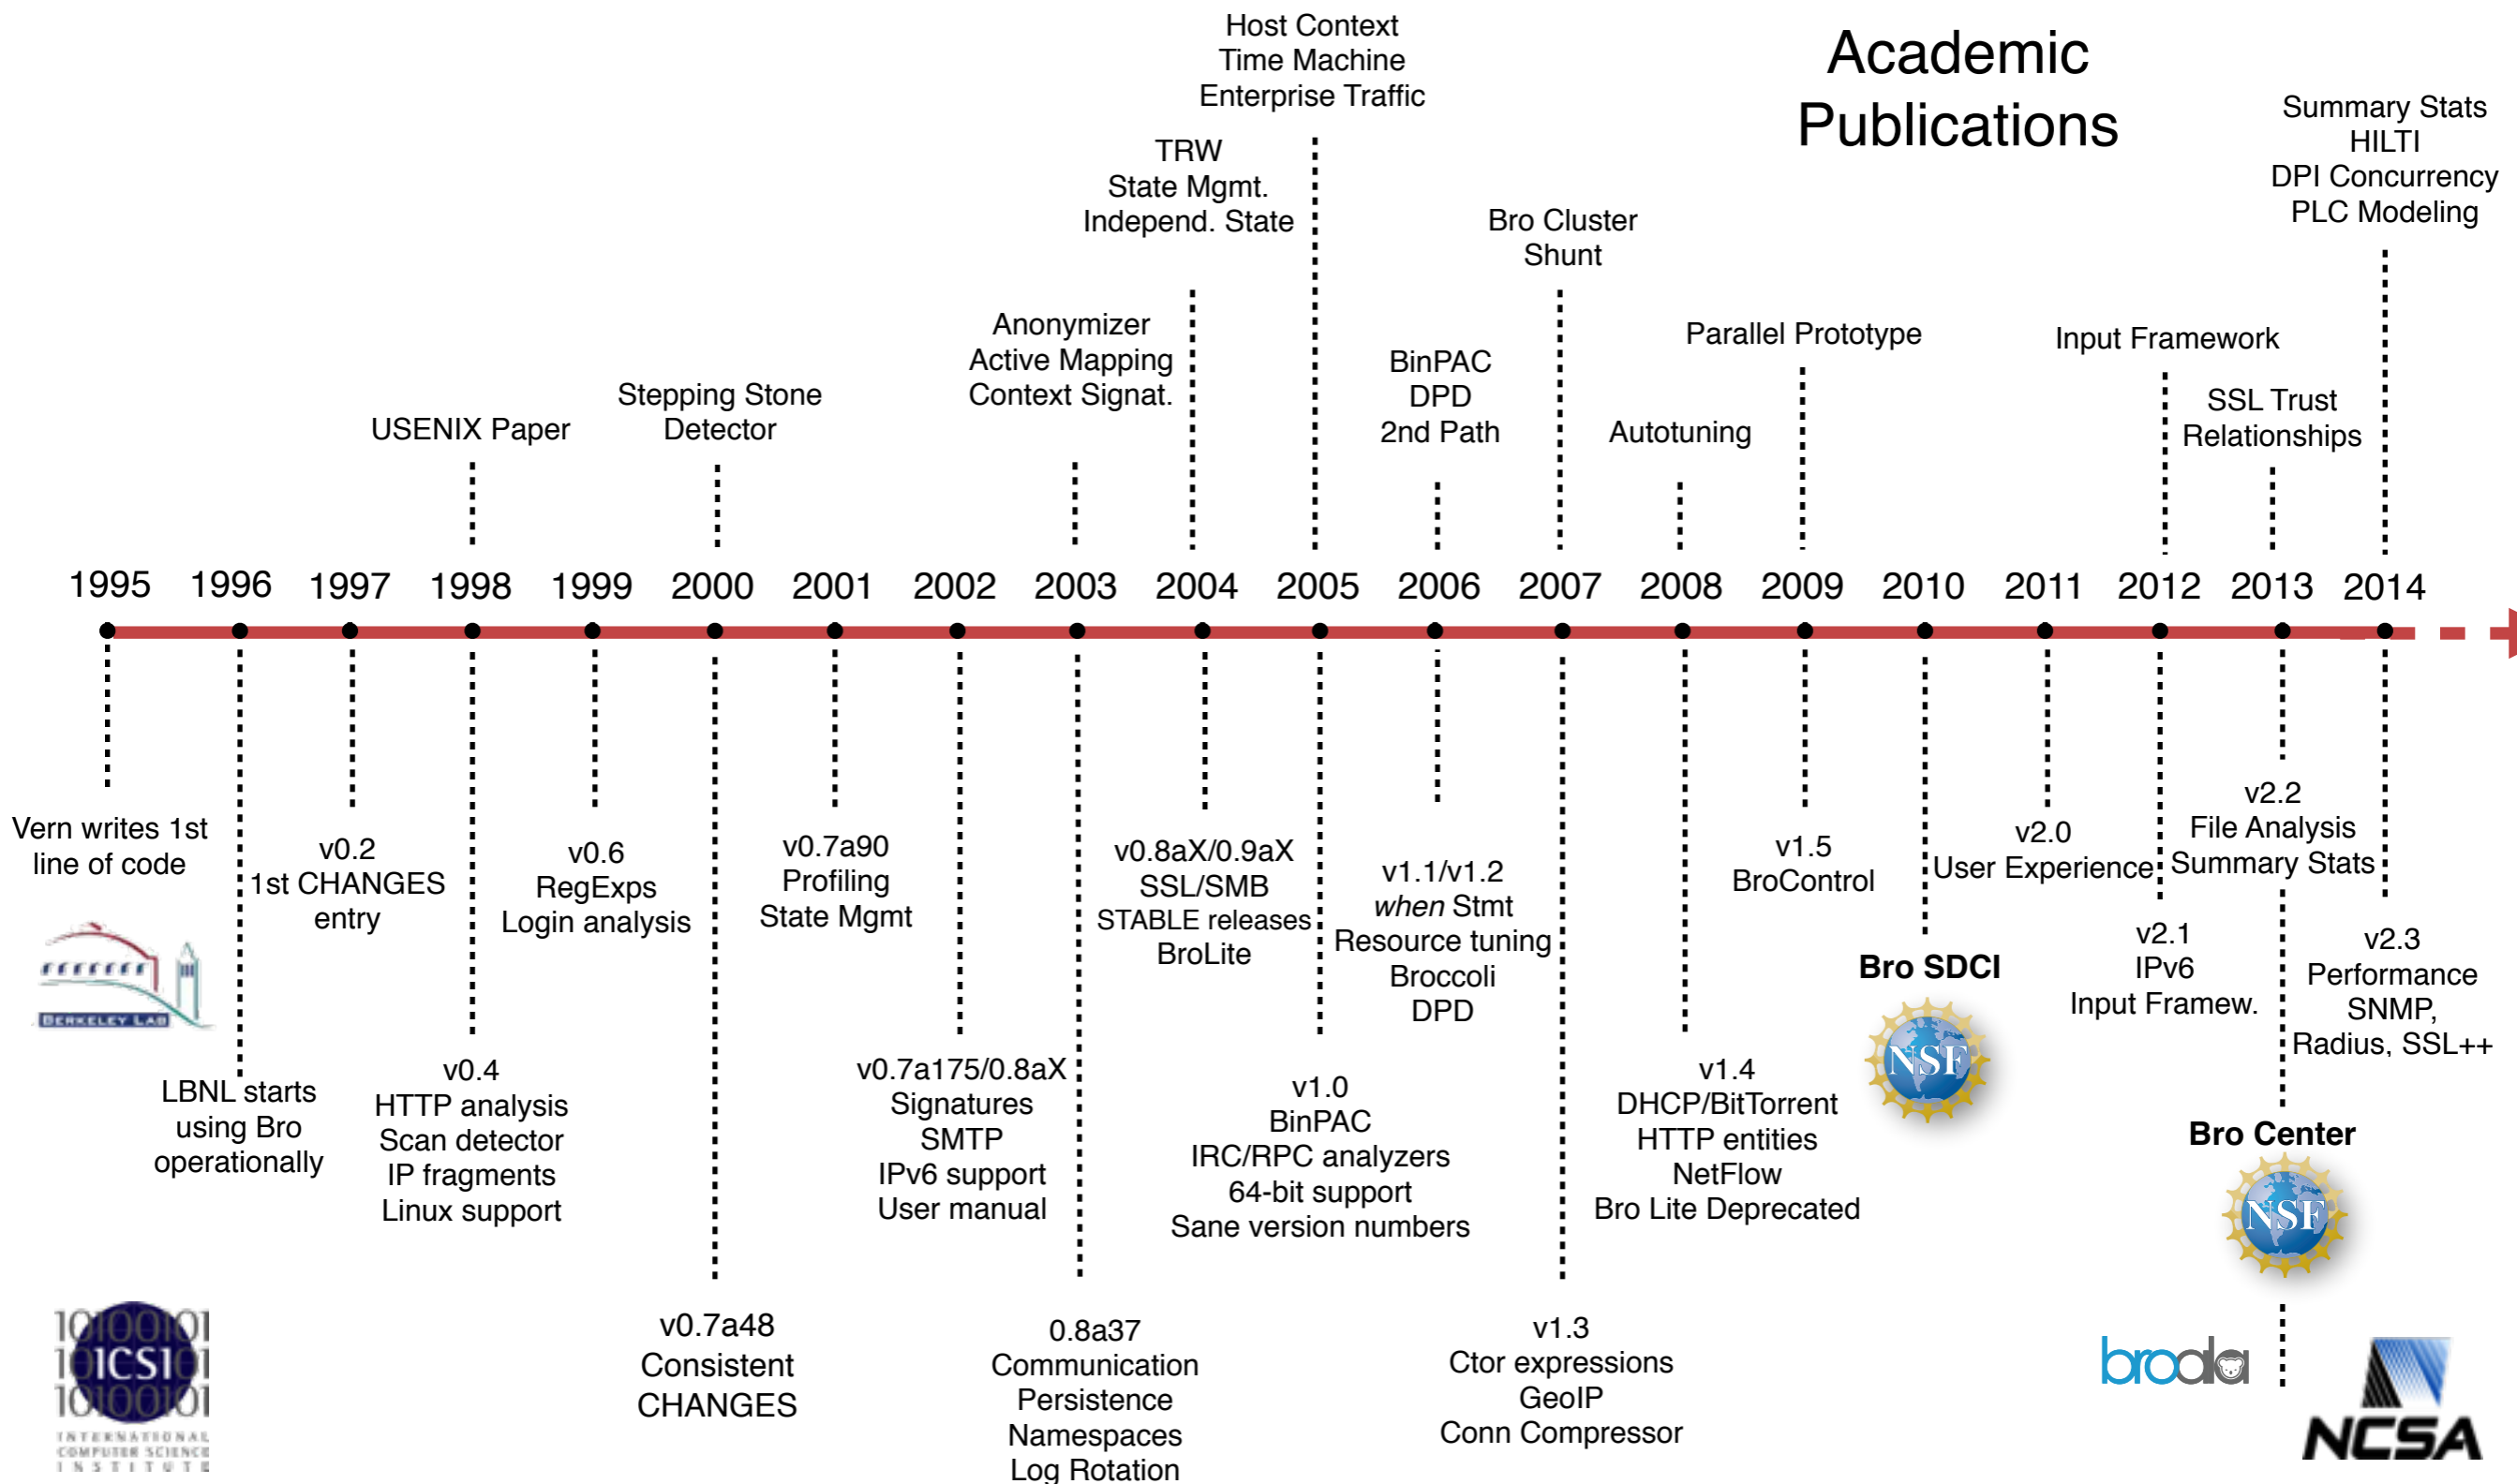 Academic
Publications
Host Context
Time Machine
Enterprise Traffic
Summary Stats
HILTI
DPI Concurrency
PLC Modeling
TRW
State Mgmt.
Independ. State
Bro Cluster
Shunt
Anonymizer
Active Mapping
Context Signat.
Parallel Prototype
Input Framework
BinPAC
DPD
2nd Path
Stepping Stone
Detector
SSL Trust
Relationships
USENIX Paper
Autotuning
1995 1996 1997 1998 1999 2000 2001 2002 2003 2004 2005 2006 2007 2008 2009 2010 2011 2012 2013 2014
Vern writes 1st
line of code
v0.2
1st CHANGES
entry
v0.6
RegExps
Login analysis
v0.7a90
Profiling
State Mgmt
v0.8aX/0.9aX
SSL/SMB
STABLE releases
BroLite
v1.1/v1.2
when Stmt
Resource tuning
Broccoli
DPD
v1.5
BroControl
v2.0
User Experience
v2.2
File Analysis
Summary Stats
BERKELEY LAB
Bro SDCI
NSF
v2.1
IPv6
Input Framew.
v2.3
Performance
SNMP,
Radius, SSL++
LBNL starts
using Bro
operationally
v0.4
HTTP analysis
Scan detector
IP fragments
Linux support
v0.7a175/0.8aX
Signatures
SMTP
IPv6 support
User manual
v1.0
BinPAC
IRC/RPC analyzers
64-bit support
Sane version numbers
v1.4
DHCP/BitTorrent
HTTP entities
NetFlow
Bro Lite Deprecated
Bro Center
NSF
10100101
10ICSI01
10100101
INTERNATIONAL
COMPUTER SCIENCE
INSTITUTE
v0.7a48
Consistent
CHANGES
0.8a37
Communication
Persistence
Namespaces
Log Rotation
v1.3
Ctor expressions
GeoIP
Conn Compressor
broala
NCSA